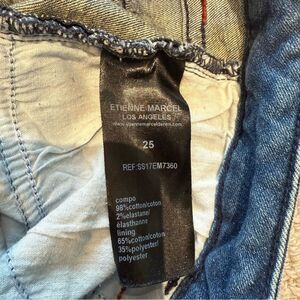 ETIENNE MARCEL
LOS ANGELES
www.etiennemarceldenim.com
25
REF:SS17EM7360
compo
98%cotton/coton
2%elastane/
élasthanne
lining
65%cotton/coton
35%polyester/
polyester